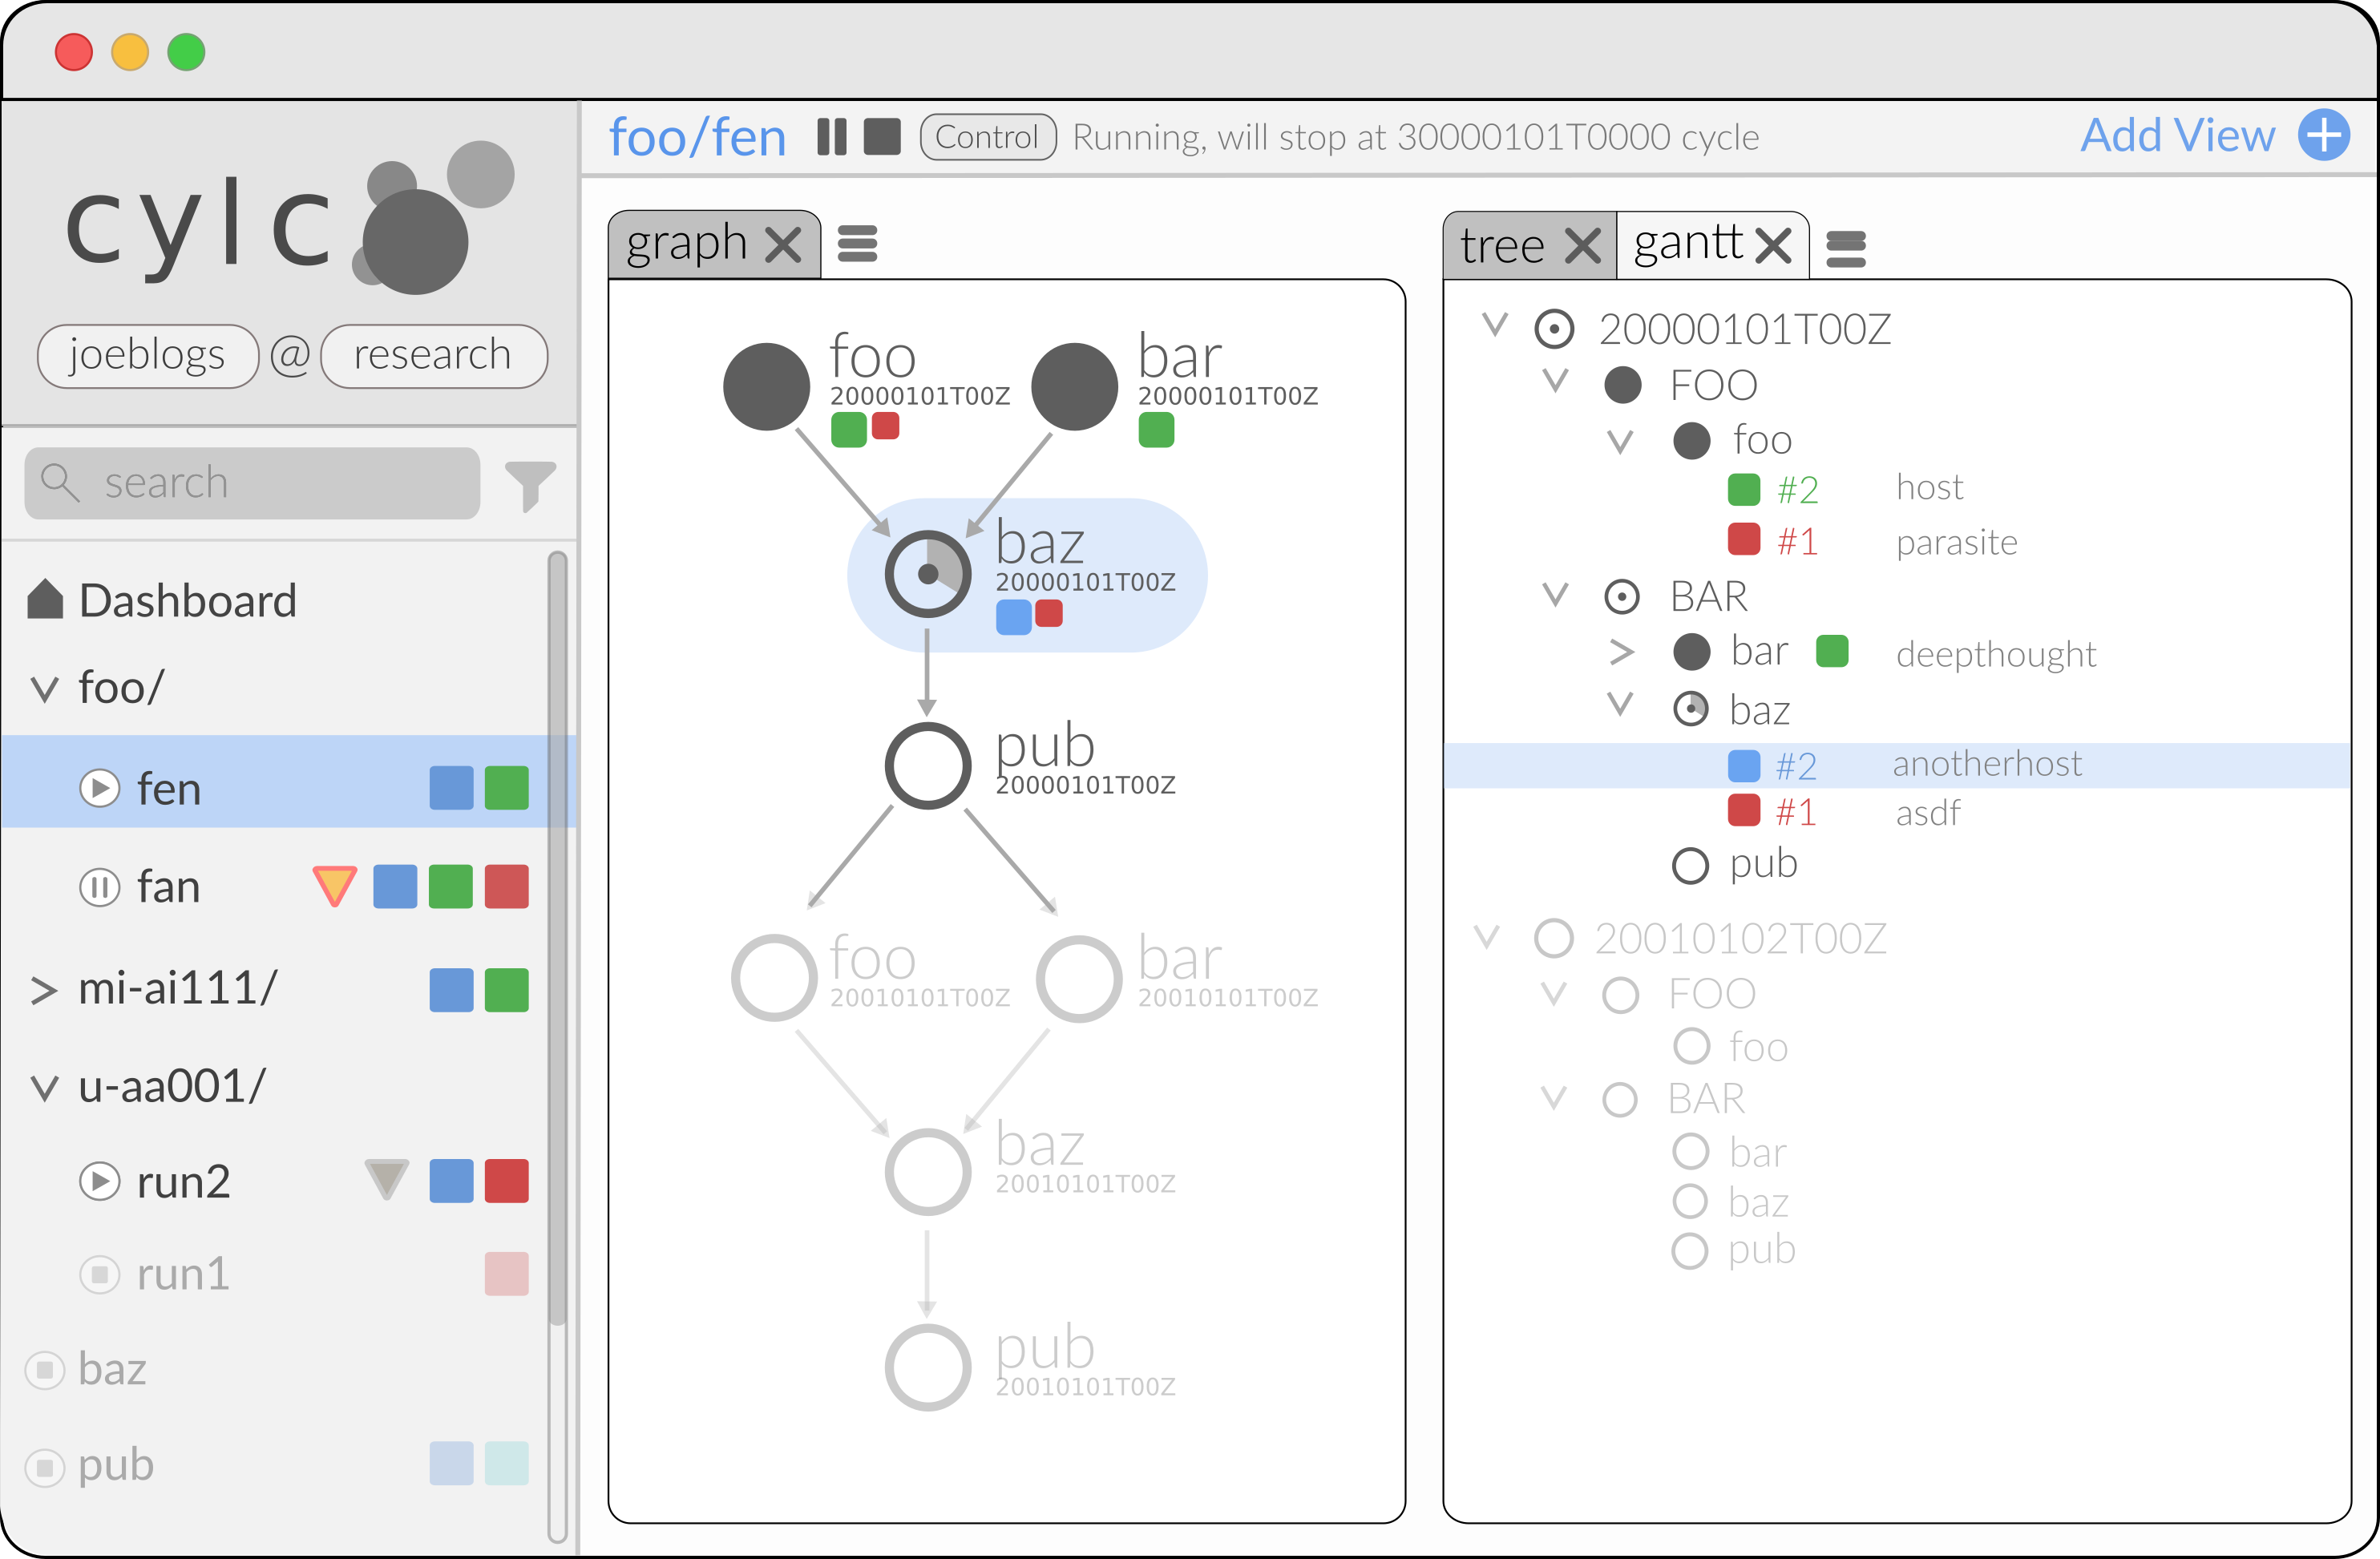 cylc
joeblogs @ research
search
Dashboard
foo/
fen
fan
mi-ai111/
u-aa001/
run2
run1
baz
pub
foo/fen Control Running, will stop at 30000101T0000 cycle Add View
graph
foo
20000101T00Z
bar
20000101T00Z
baz
20000101T00Z
pub
20000101T00Z
foo
20010101T00Z
bar
20010101T00Z
baz
20010101T00Z
pub
20010101T00Z
tree gantt
20000101T00Z
FOO
foo
#2 host
#1 parasite
BAR
bar deepthought
baz
#2 anotherhost
#1 asdf
pub
20010102T00Z
FOO
foo
BAR
bar
baz
pub